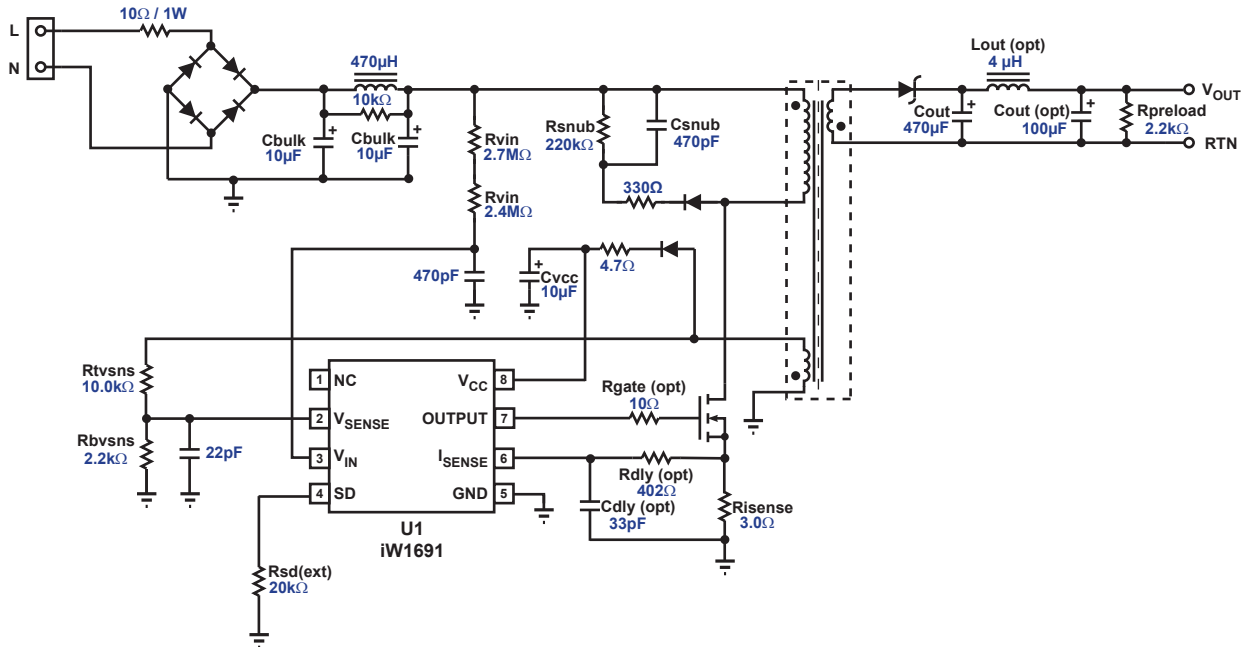 10Ω / 1W
L
N
470µH
10kΩ
Cbulk
10µF
+
Cbulk
10µF
+
Rvin
2.7MΩ
Rvin
2.4MΩ
470pF
Rsnub
220kΩ
Csnub
470pF
330Ω
4.7Ω
+
Cvcc
10µF
Lout (opt)
4 µH
Cout
470µF
+
Cout (opt)
100µF
+
Rpreload
2.2kΩ
VOUT
RTN
Rtvsns
10.0kΩ
Rbvsns
2.2kΩ
22pF
1 NC
2 VSENSE
3 VIN
4 SD
VCC 8
OUTPUT 7
ISENSE 6
GND 5
U1
iW1691
Rgate (opt)
10Ω
Rdly (opt)
402Ω
Cdly (opt)
33pF
Risense
3.0Ω
Rsd(ext)
20kΩ